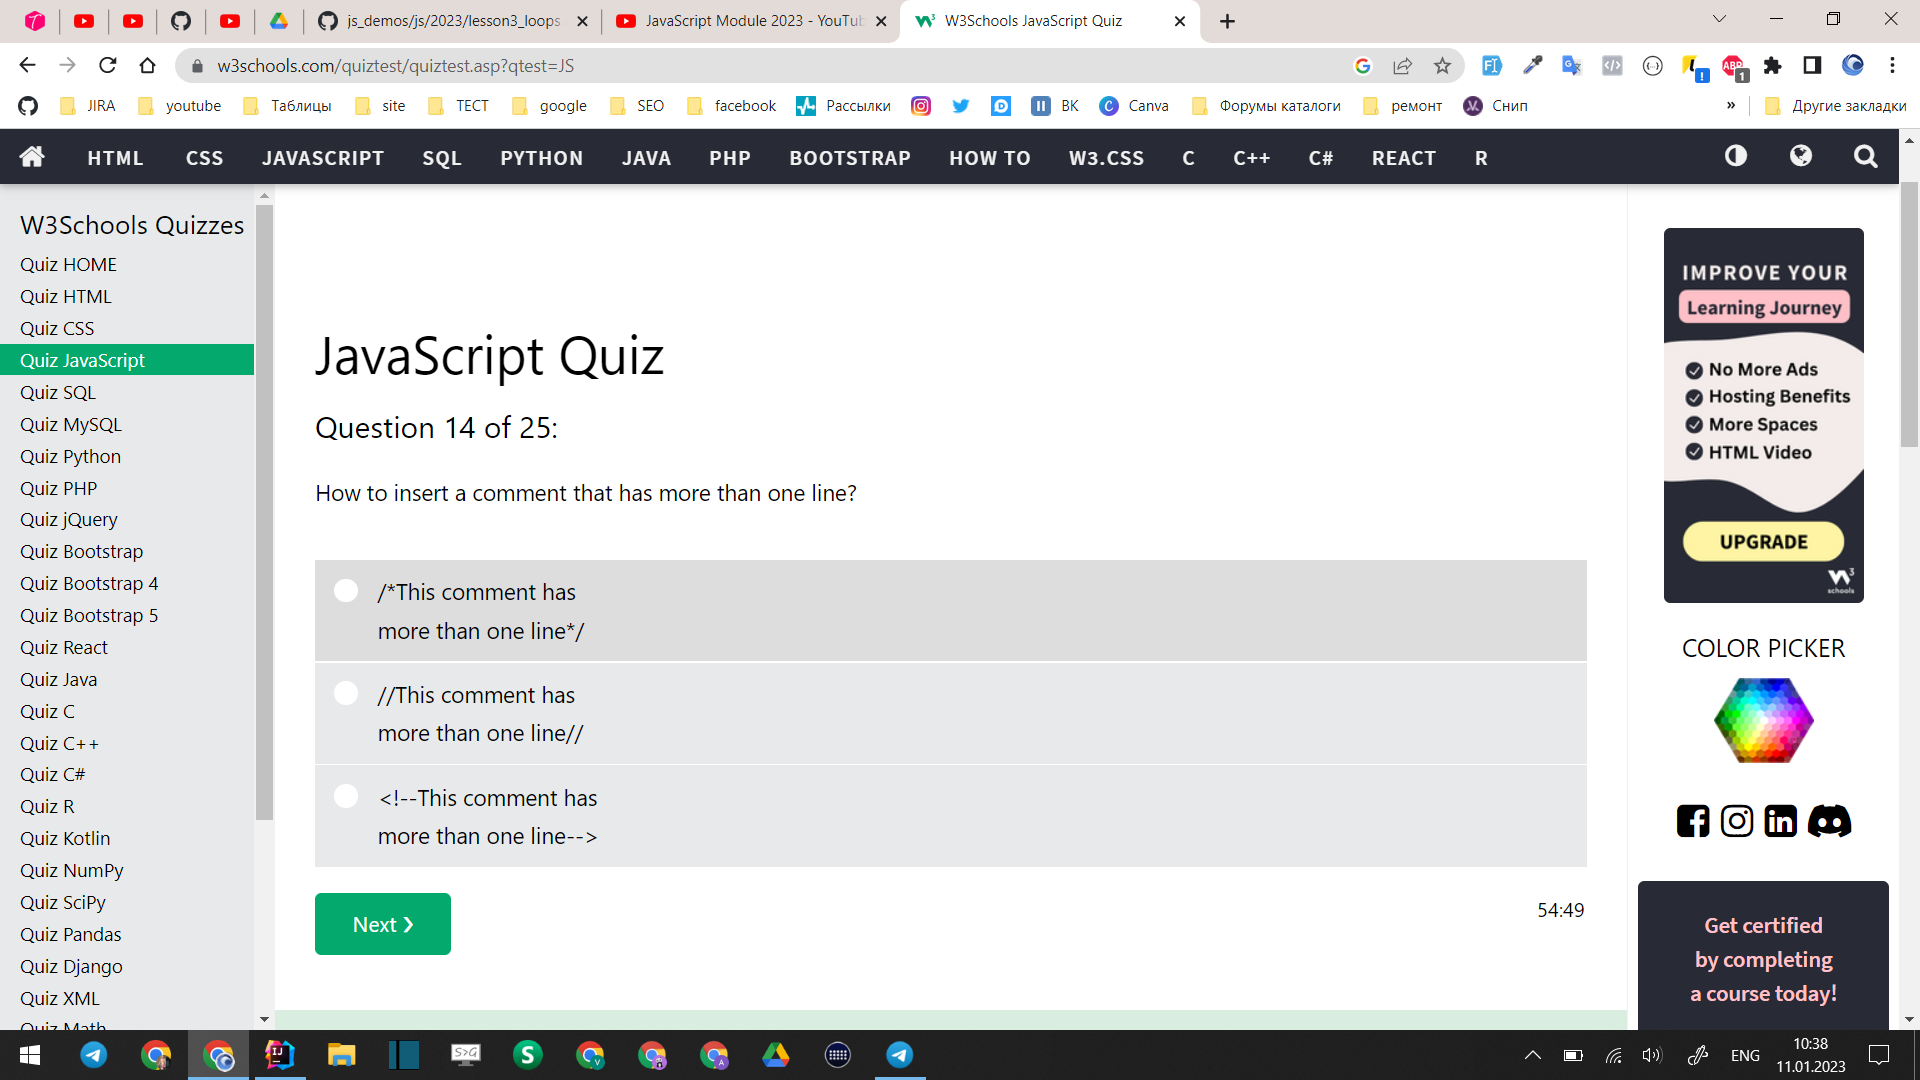 js_demos/js/2023/lesson3_loops
JavaScript Module 2023 - YouTu
W3Schools JavaScript Quiz
w3schools.com/quiztest/quiztest.asp?qtest=JS
JIRA
youtube
Таблицы
site
ТЕСТ
google
SEO
facebook
Рассылки
ВК
Canva
Форумы каталоги
ремонт
Снип
»
Другие закладки
HTML
CSS
JAVASCRIPT
SQL
PYTHON
JAVA
PHP
BOOTSTRAP
HOW TO
W3.CSS
C
C++
C#
REACT
R
W3Schools Quizzes
Quiz HOME
Quiz HTML
Quiz CSS
Quiz JavaScript
Quiz SQL
Quiz MySQL
Quiz Python
Quiz PHP
Quiz jQuery
Quiz Bootstrap
Quiz Bootstrap 4
Quiz Bootstrap 5
Quiz React
Quiz Java
Quiz C
Quiz C++
Quiz C#
Quiz R
Quiz Kotlin
Quiz NumPy
Quiz SciPy
Quiz Pandas
Quiz Django
Quiz XML
Quiz Math
JavaScript Quiz
Question 14 of 25:
How to insert a comment that has more than one line?
/*This comment has
more than one line*/
//This comment has
more than one line//
<!--This comment has
more than one line-->
Next ❯
54:49
IMPROVE YOUR
Learning Journey
No More Ads
Hosting Benefits
More Spaces
HTML Video
UPGRADE
schools
COLOR PICKER
Get certified
by completing
a course today!
ENG
10:38
11.01.2023